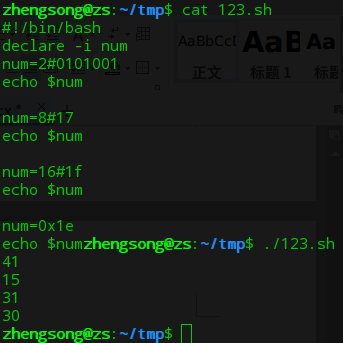 zhengsong@zs:~/tmp$ cat 123.sh
#!/bin/bash
declare -i num
num=2#0101001
echo $num
num=8#17
echo $num
num=16#1f
echo $num
num=0x1e
echo $numzhengsong@zs:~/tmp$ ./123.sh
41
15
31
30
zhengsong@zs:~/tmp$
AaBbCcD AaB Aa
正文 标题 1 标题